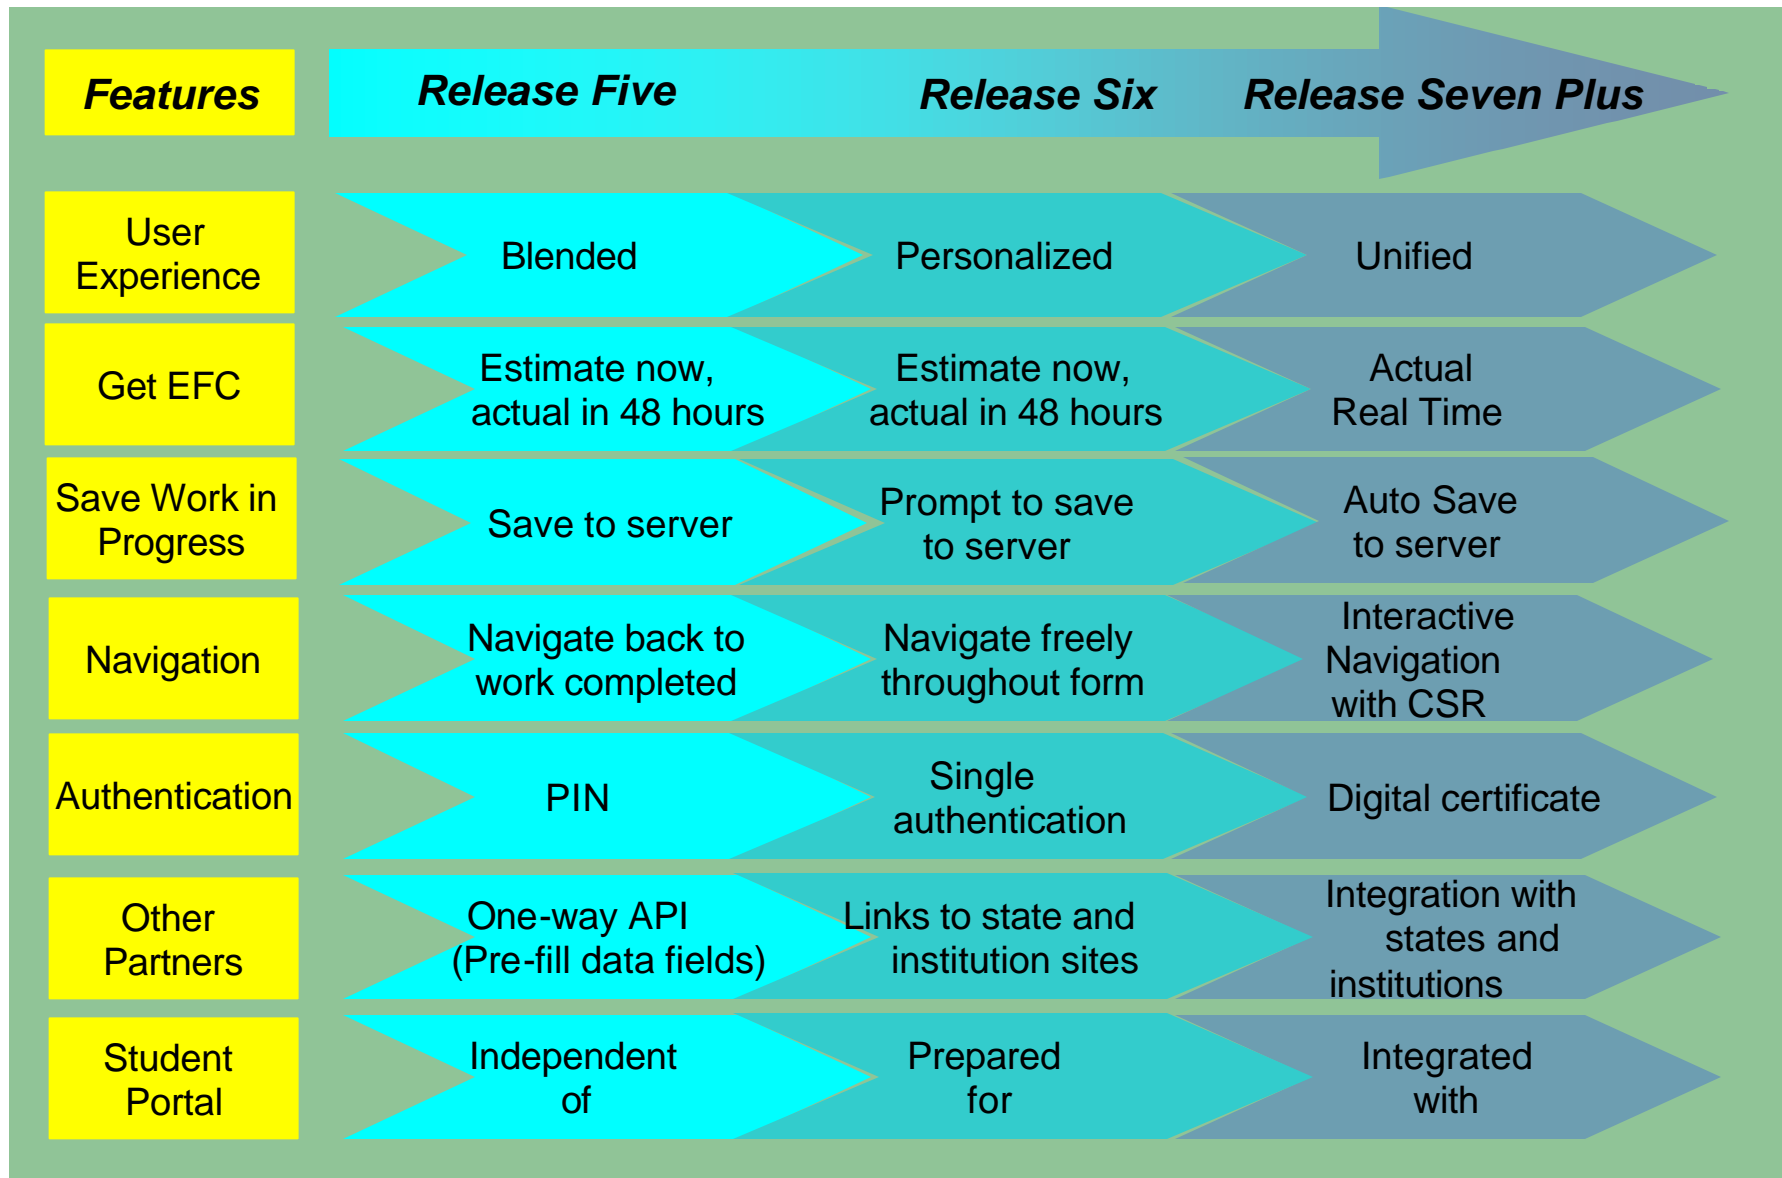 Features
Release Five
Release Six
Release Seven Plus
User
Experience
Blended
Personalized
Unified
Get EFC
Estimate now,
actual in 48 hours
Estimate now,
actual in 48 hours
Actual
Real Time
Save Work in
Progress
Save to server
Prompt to save
to server
Auto Save
to server
Navigation
Navigate back to
work completed
Navigate freely
throughout form
Interactive
Navigation
with CSR
Authentication
PIN
Single
authentication
Digital certificate
Other
Partners
One-way API
(Pre-fill data fields)
Links to state and
institution sites
Integration with
states and
institutions
Student
Portal
Independent
of
Prepared
for
Integrated
with